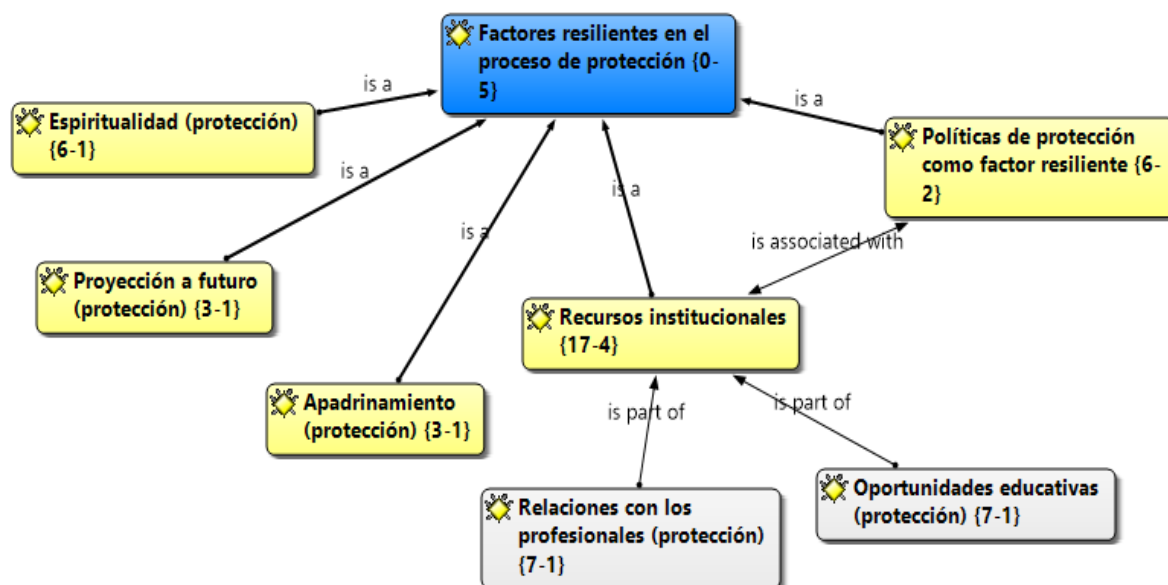 Factores resilientes en el
proceso de protección {0-
5}
is a
is a
Espiritualidad (protección)
{6-1}
Políticas de protección
como factor resiliente {6-
2}
is a
is a
is a
is associated with
Proyección a futuro
(protección) {3-1}
Recursos institucionales
{17-4}
Apadrinamiento
(protección) {3-1}
is part of
is part of
Relaciones con los
profesionales (protección)
{7-1}
Oportunidades educativas
(protección) {7-1}